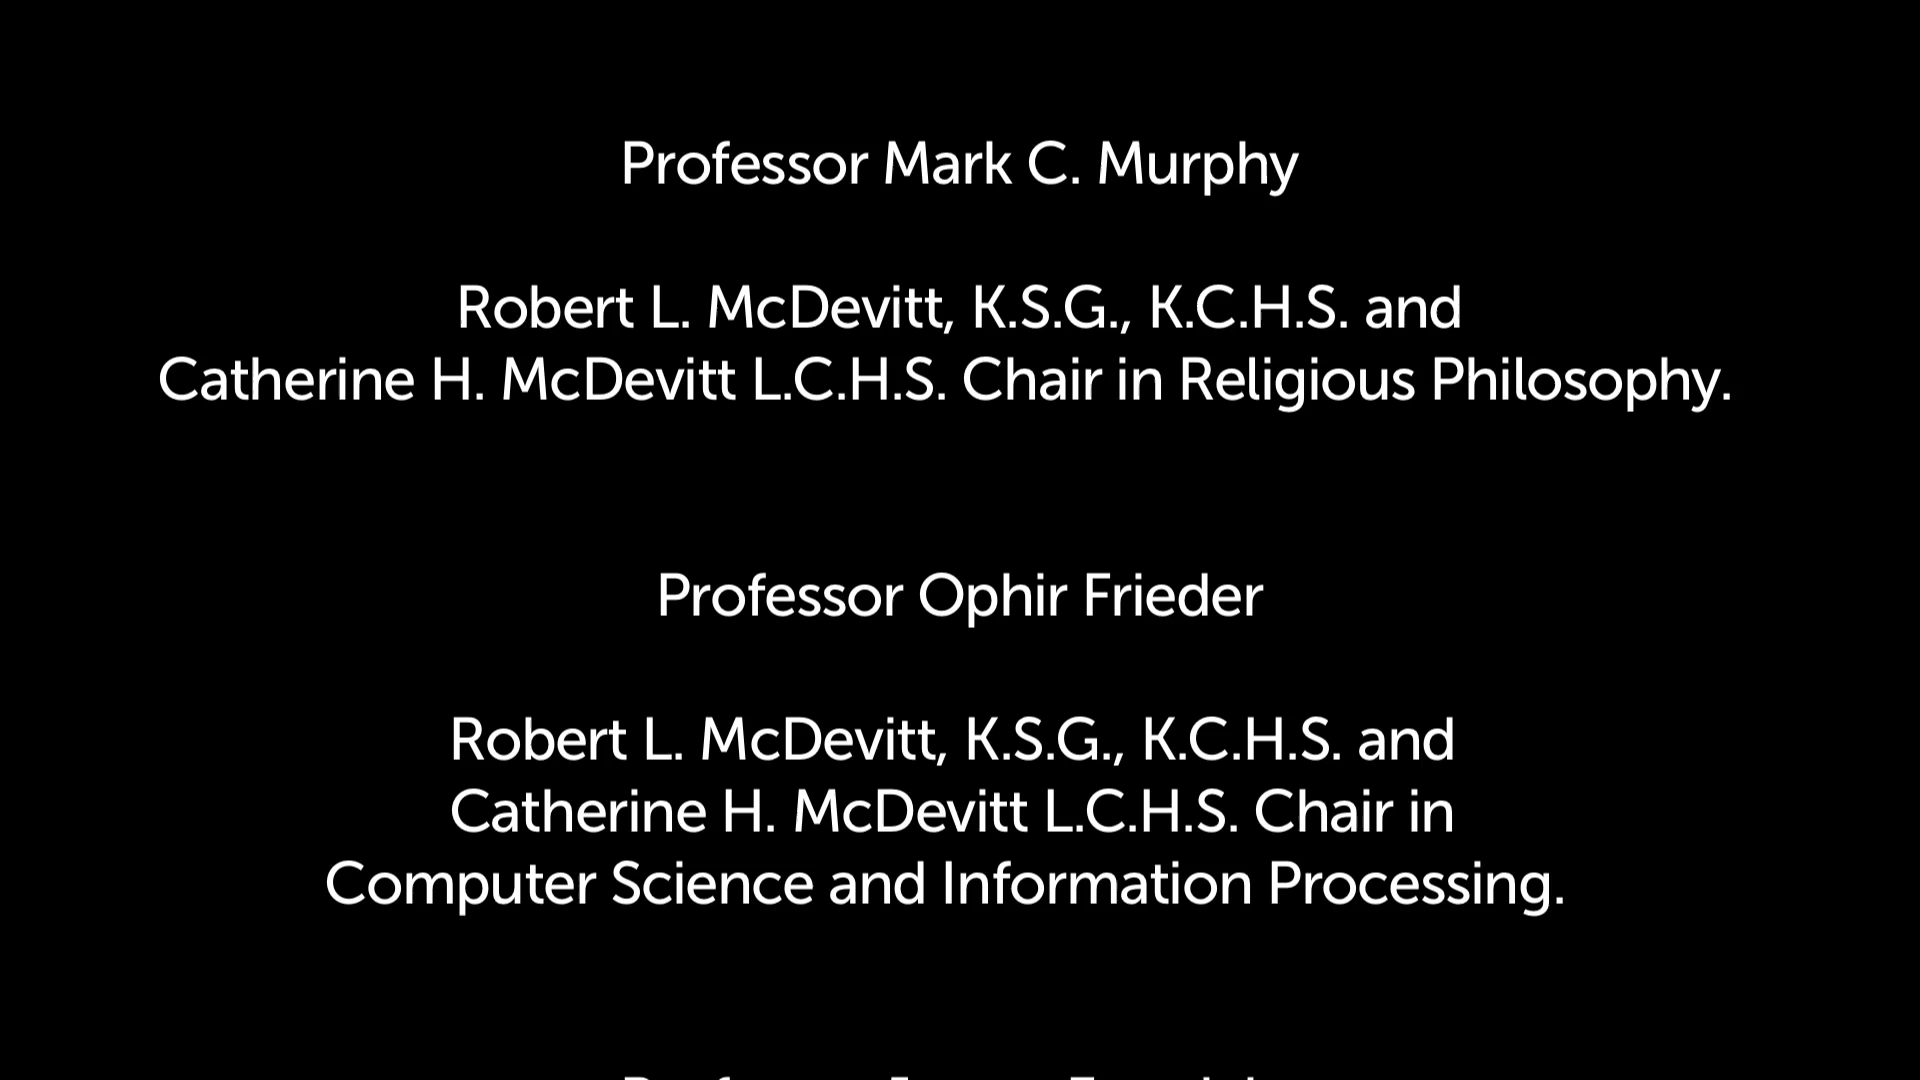 Professor Mark C. Murphy
Robert L. McDevitt, K.S.G., K.C.H.S. and
Catherine H. McDevitt L.C.H.S. Chair in Religious Philosophy.
Professor Ophir Frieder
Robert L. McDevitt, K.S.G., K.C.H.S. and
Catherine H. McDevitt L.C.H.S. Chair in
Computer Science and Information Processing.